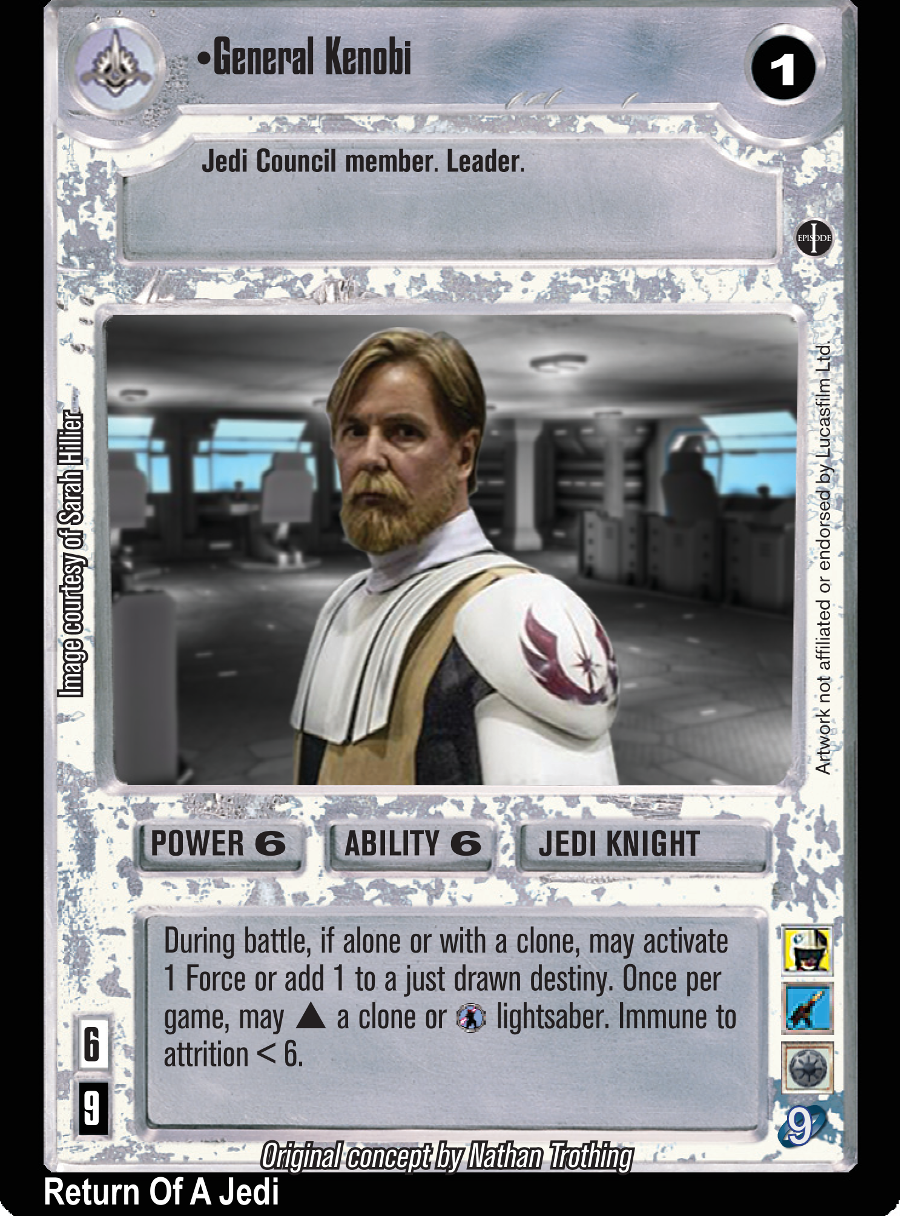 •General Kenobi
1
Jedi Council member. Leader.
EPISODE
I
Image courtesy of Sarah Hillier
Artwork not affiliated or endorsed by Lucasfilm Ltd.
POWER 6
ABILITY 6
JEDI KNIGHT
During battle, if alone or with a clone, may activate
1 Force or add 1 to a just drawn destiny. Once per
game, may ▲ a clone or lightsaber. Immune to
attrition < 6.
6
9
9
Original concept by Nathan Trothing
Return Of A Jedi